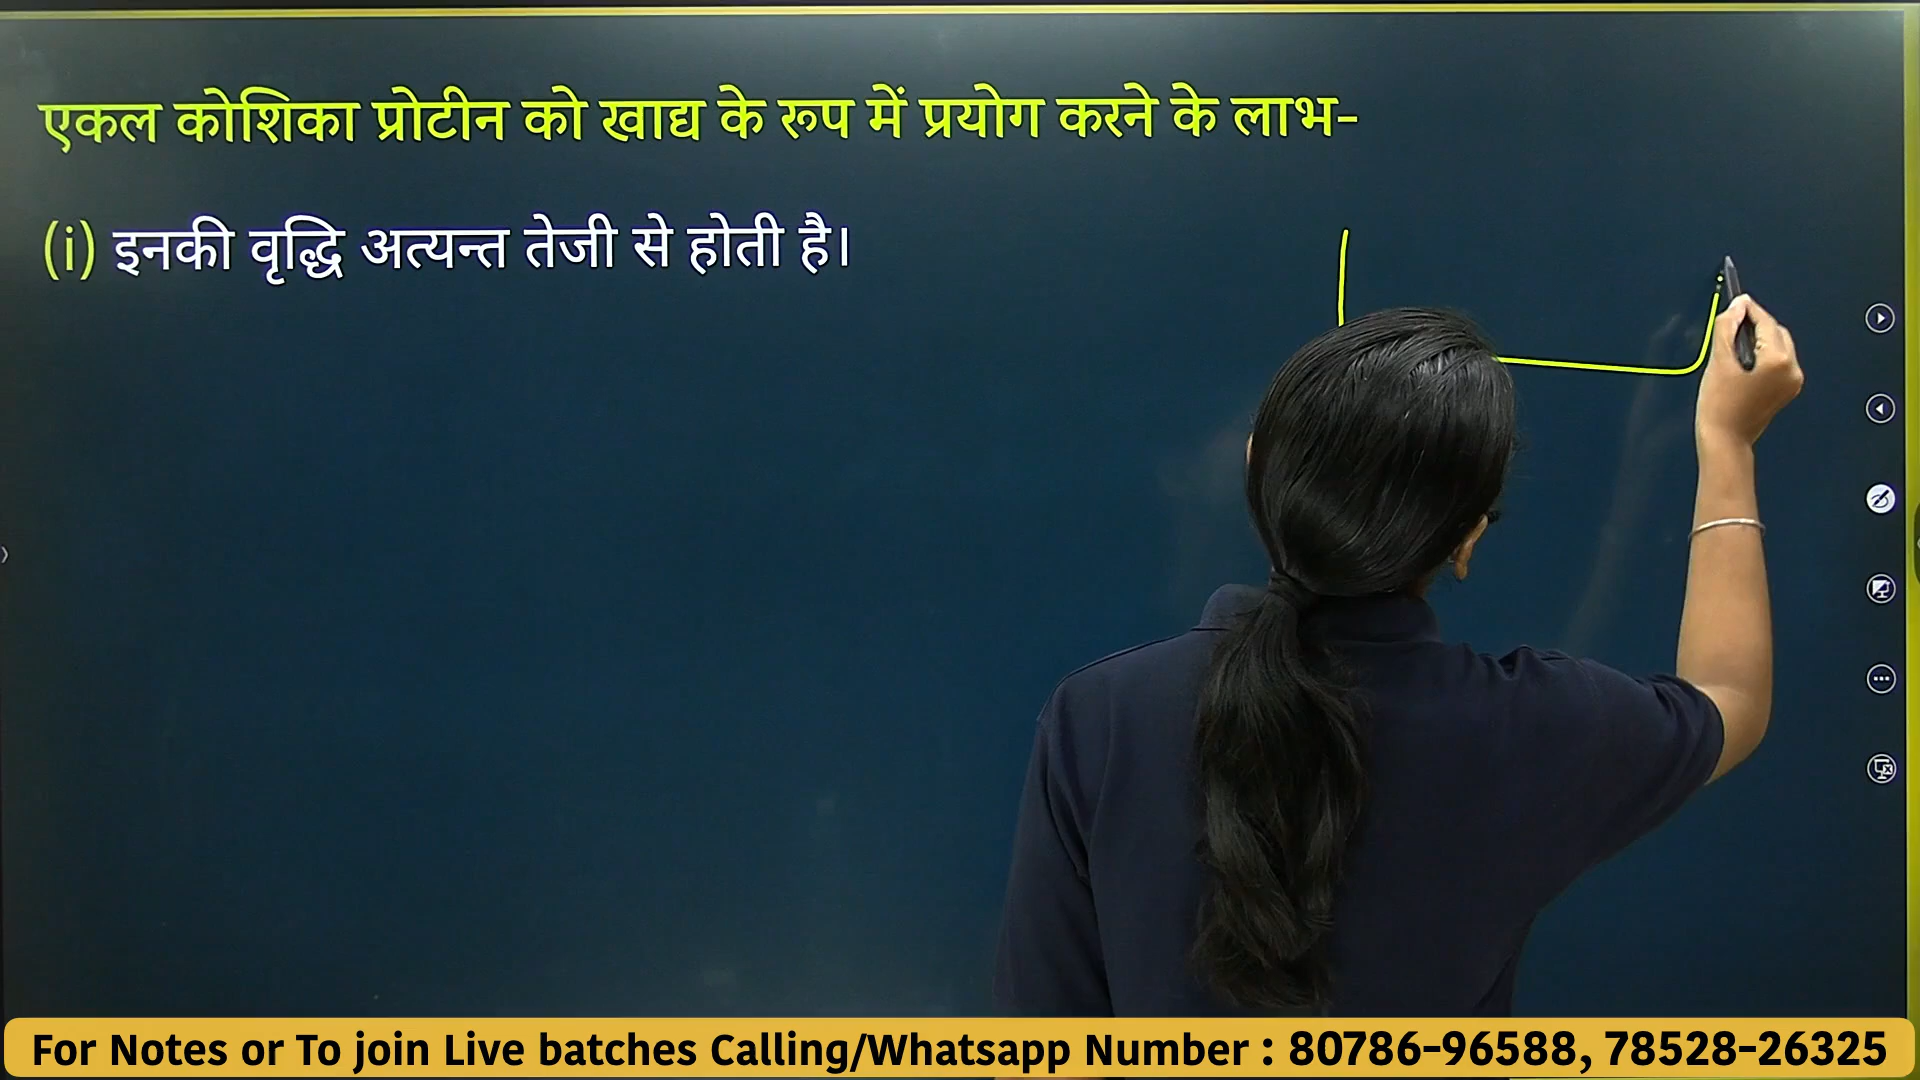 एकल कोशिका प्रोटीन को खाद्य के रूप में प्रयोग करने के लाभ-
(i) इनकी वृद्धि अत्यन्त तेजी से होती है।
For Notes or To join Live batches Calling/Whatsapp Number : 80786-96588, 78528-26325